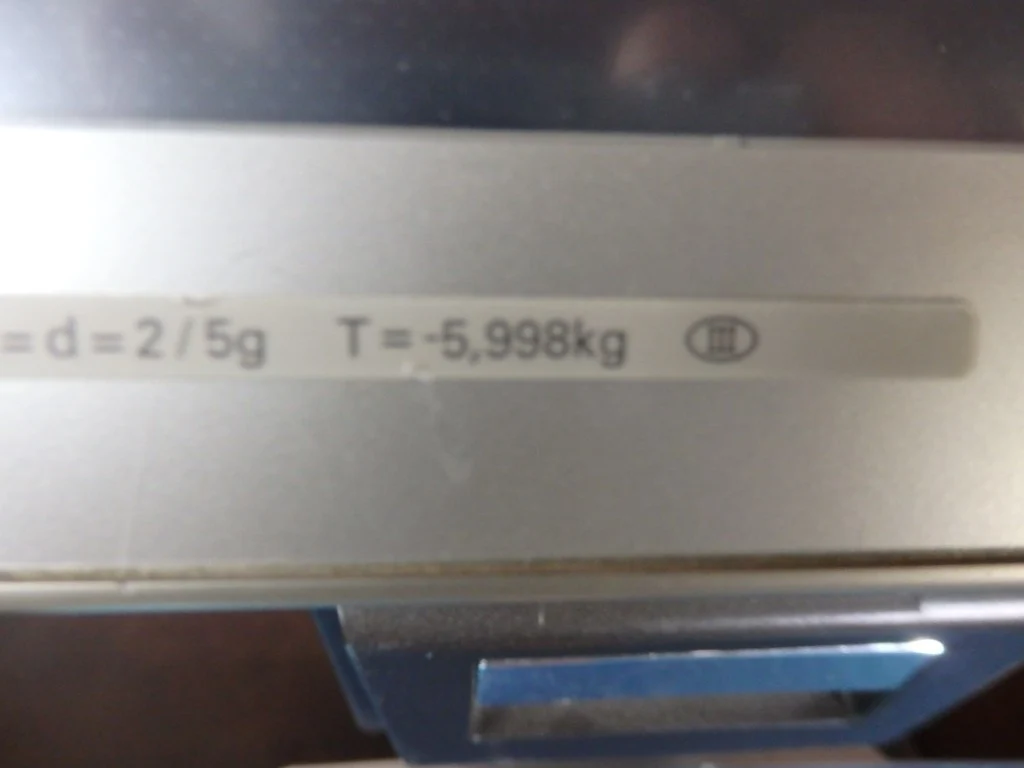 = d = 2 / 5g T = -5,998kg III